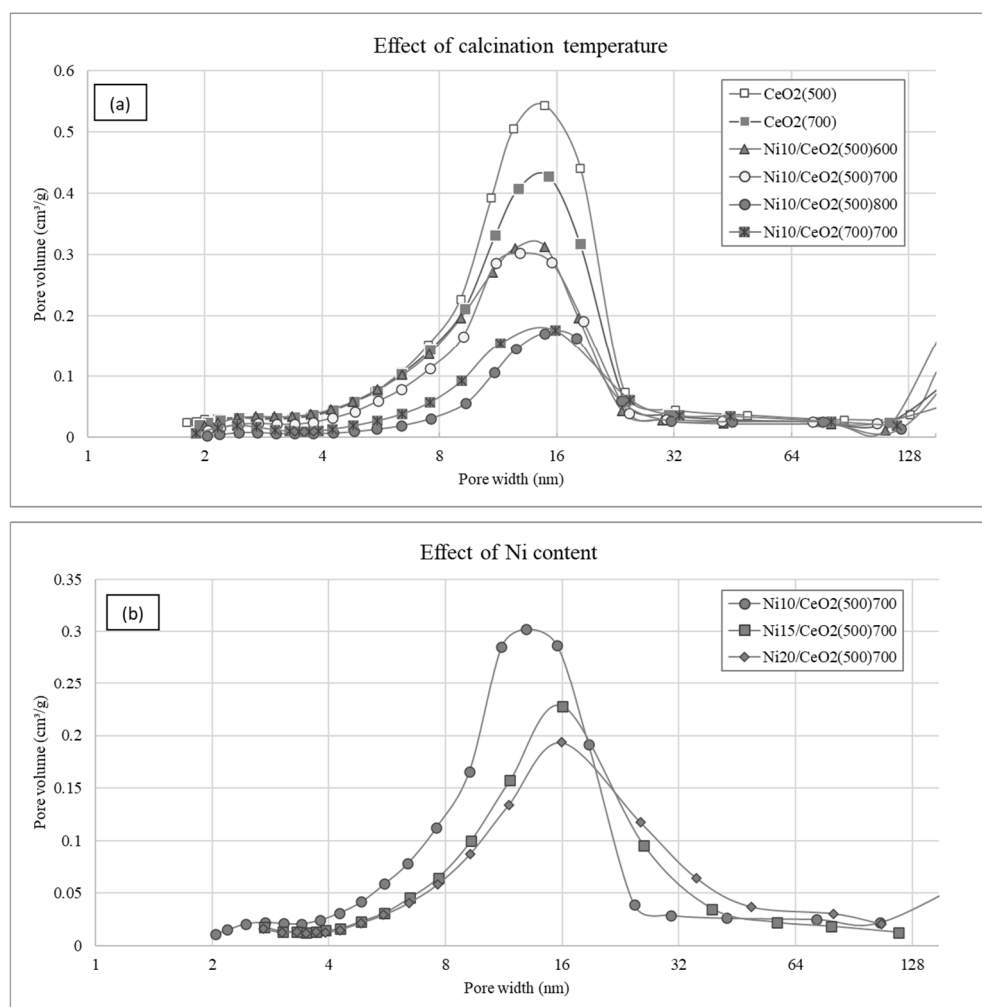 Effect of calcination temperature
(a)
0.6
0.5
0.4
0.3
0.2
0.1
0
Pore volume (cm³/g)
CeO2(500)
CeO2(700)
Ni10/CeO2(500)600
Ni10/CeO2(500)700
Ni10/CeO2(500)800
Ni10/CeO2(700)700
1 2 4 8 16 32 64 128
Pore width (nm)
Effect of Ni content
(b)
0.35
0.3
0.25
0.2
0.15
0.1
0.05
0
Pore volume (cm³/g)
Ni10/CeO2(500)700
Ni15/CeO2(500)700
Ni20/CeO2(500)700
1 2 4 8 16 32 64 128
Pore width (nm)